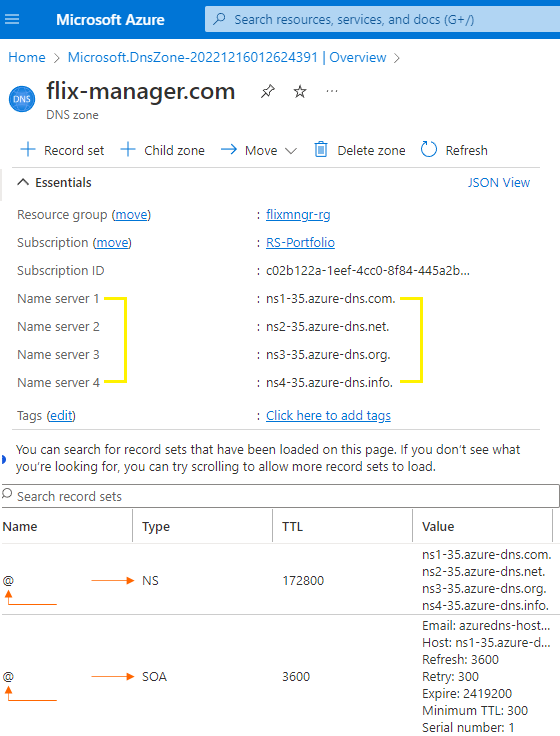 Microsoft Azure
Search resources, services, and docs (G+/)
Home > Microsoft.DnsZone-20221216012624391 | Overview >
DNS
flix-manager.com
DNS zone
Record set
Child zone
Move
Delete zone
Refresh
Essentials
JSON View
Resource group (move) : flixmngr-rg
Subscription (move) : RS-Portfolio
Subscription ID : c02b122a-1eef-4cc0-8f84-445a2b...
Name server 1 : ns1-35.azure-dns.com.
Name server 2 : ns2-35.azure-dns.net.
Name server 3 : ns3-35.azure-dns.org.
Name server 4 : ns4-35.azure-dns.info.
Tags (edit) : Click here to add tags
You can search for record sets that have been loaded on this page. If you don't see what
you're looking for, you can try scrolling to allow more record sets to load.
Search record sets
Name Type TTL Value
@ NS 172800
ns1-35.azure-dns.com.
ns2-35.azure-dns.net.
ns3-35.azure-dns.org.
ns4-35.azure-dns.info.
@ SOA 3600
Email: azuredns-host...
Host: ns1-35.azure-d...
Refresh: 3600
Retry: 300
Expire: 2419200
Minimum TTL: 300
Serial number: 1